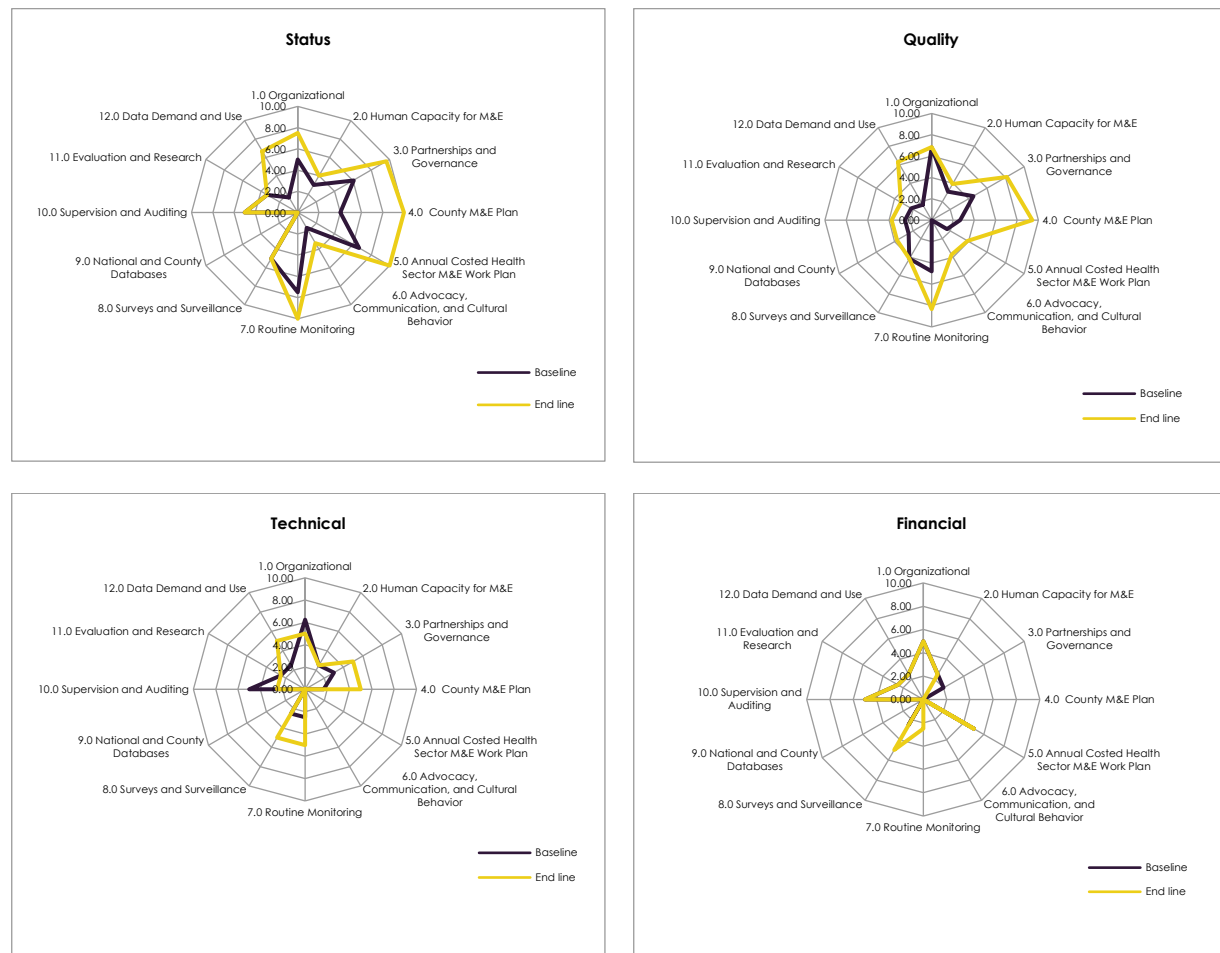 Status
1.0 Organizational
10.00
8.00
6.00
4.00
2.00
0.00
2.0 Human Capacity for M&E
3.0 Partnerships and
Governance
4.0  County M&E Plan
5.0 Annual Costed Health
Sector M&E Work Plan
6.0 Advocacy,
Communication, and Cultural
Behavior
7.0 Routine Monitoring
8.0 Surveys and Surveillance
9.0 National and County
Databases
10.0 Supervision and Auditing
11.0 Evaluation and Research
12.0 Data Demand and Use
Baseline
End line
Quality
1.0 Organizational
10.00
8.00
6.00
4.00
2.00
0.00
2.0 Human Capacity for M&E
3.0 Partnerships and
Governance
4.0  County M&E Plan
5.0 Annual Costed Health
Sector M&E Work Plan
6.0 Advocacy,
Communication, and Cultural
Behavior
7.0 Routine Monitoring
8.0 Surveys and Surveillance
9.0 National and County
Databases
10.0 Supervision and Auditing
11.0 Evaluation and Research
12.0 Data Demand and Use
Baseline
End line
Technical
1.0 Organizational
10.00
8.00
6.00
4.00
2.00
0.00
2.0 Human Capacity for M&E
3.0 Partnerships and
Governance
4.0  County M&E Plan
5.0 Annual Costed Health
Sector M&E Work Plan
6.0 Advocacy,
Communication, and Cultural
Behavior
7.0 Routine Monitoring
8.0 Surveys and Surveillance
9.0 National and County
Databases
10.0 Supervision and Auditing
11.0 Evaluation and Research
12.0 Data Demand and Use
Baseline
End line
Financial
1.0 Organizational
10.00
8.00
6.00
4.00
2.00
0.00
2.0 Human Capacity for M&E
3.0 Partnerships and
Governance
4.0  County M&E Plan
5.0 Annual Costed Health
Sector M&E Work Plan
6.0 Advocacy,
Communication, and
Cultural Behavior
7.0 Routine Monitoring
8.0 Surveys and Surveillance
9.0 National and County
Databases
10.0 Supervision and
Auditing
11.0 Evaluation and
Research
12.0 Data Demand and Use
Baseline
End line